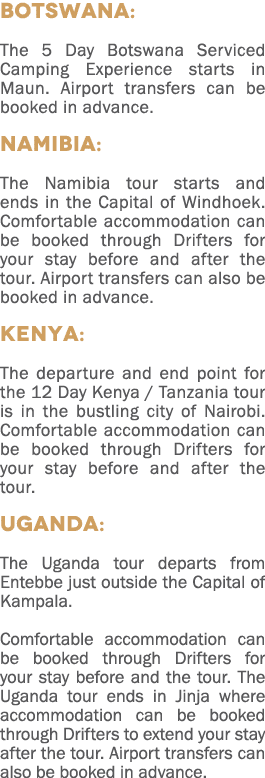 BOTSWANA:
The 5 Day Botswana Serviced
Camping Experience starts in
Maun. Airport transfers can be
booked in advance.
NAMIBIA:
The Namibia tour starts and
ends in the Capital of Windhoek.
Comfortable accommodation can
be booked through Drifters for
your stay before and after the
tour. Airport transfers can also be
booked in advance.
KENYA:
The departure and end point for
the 12 Day Kenya / Tanzania tour
is in the bustling city of Nairobi.
Comfortable accommodation can
be booked through Drifters for
your stay before and after the
tour.
UGANDA:
The Uganda tour departs from
Entebbe just outside the Capital of
Kampala.
Comfortable accommodation can
be booked through Drifters for
your stay before and the tour. The
Uganda tour ends in Jinja where
accommodation can be booked
through Drifters to extend your stay
after the tour. Airport transfers can
also be booked in advance.